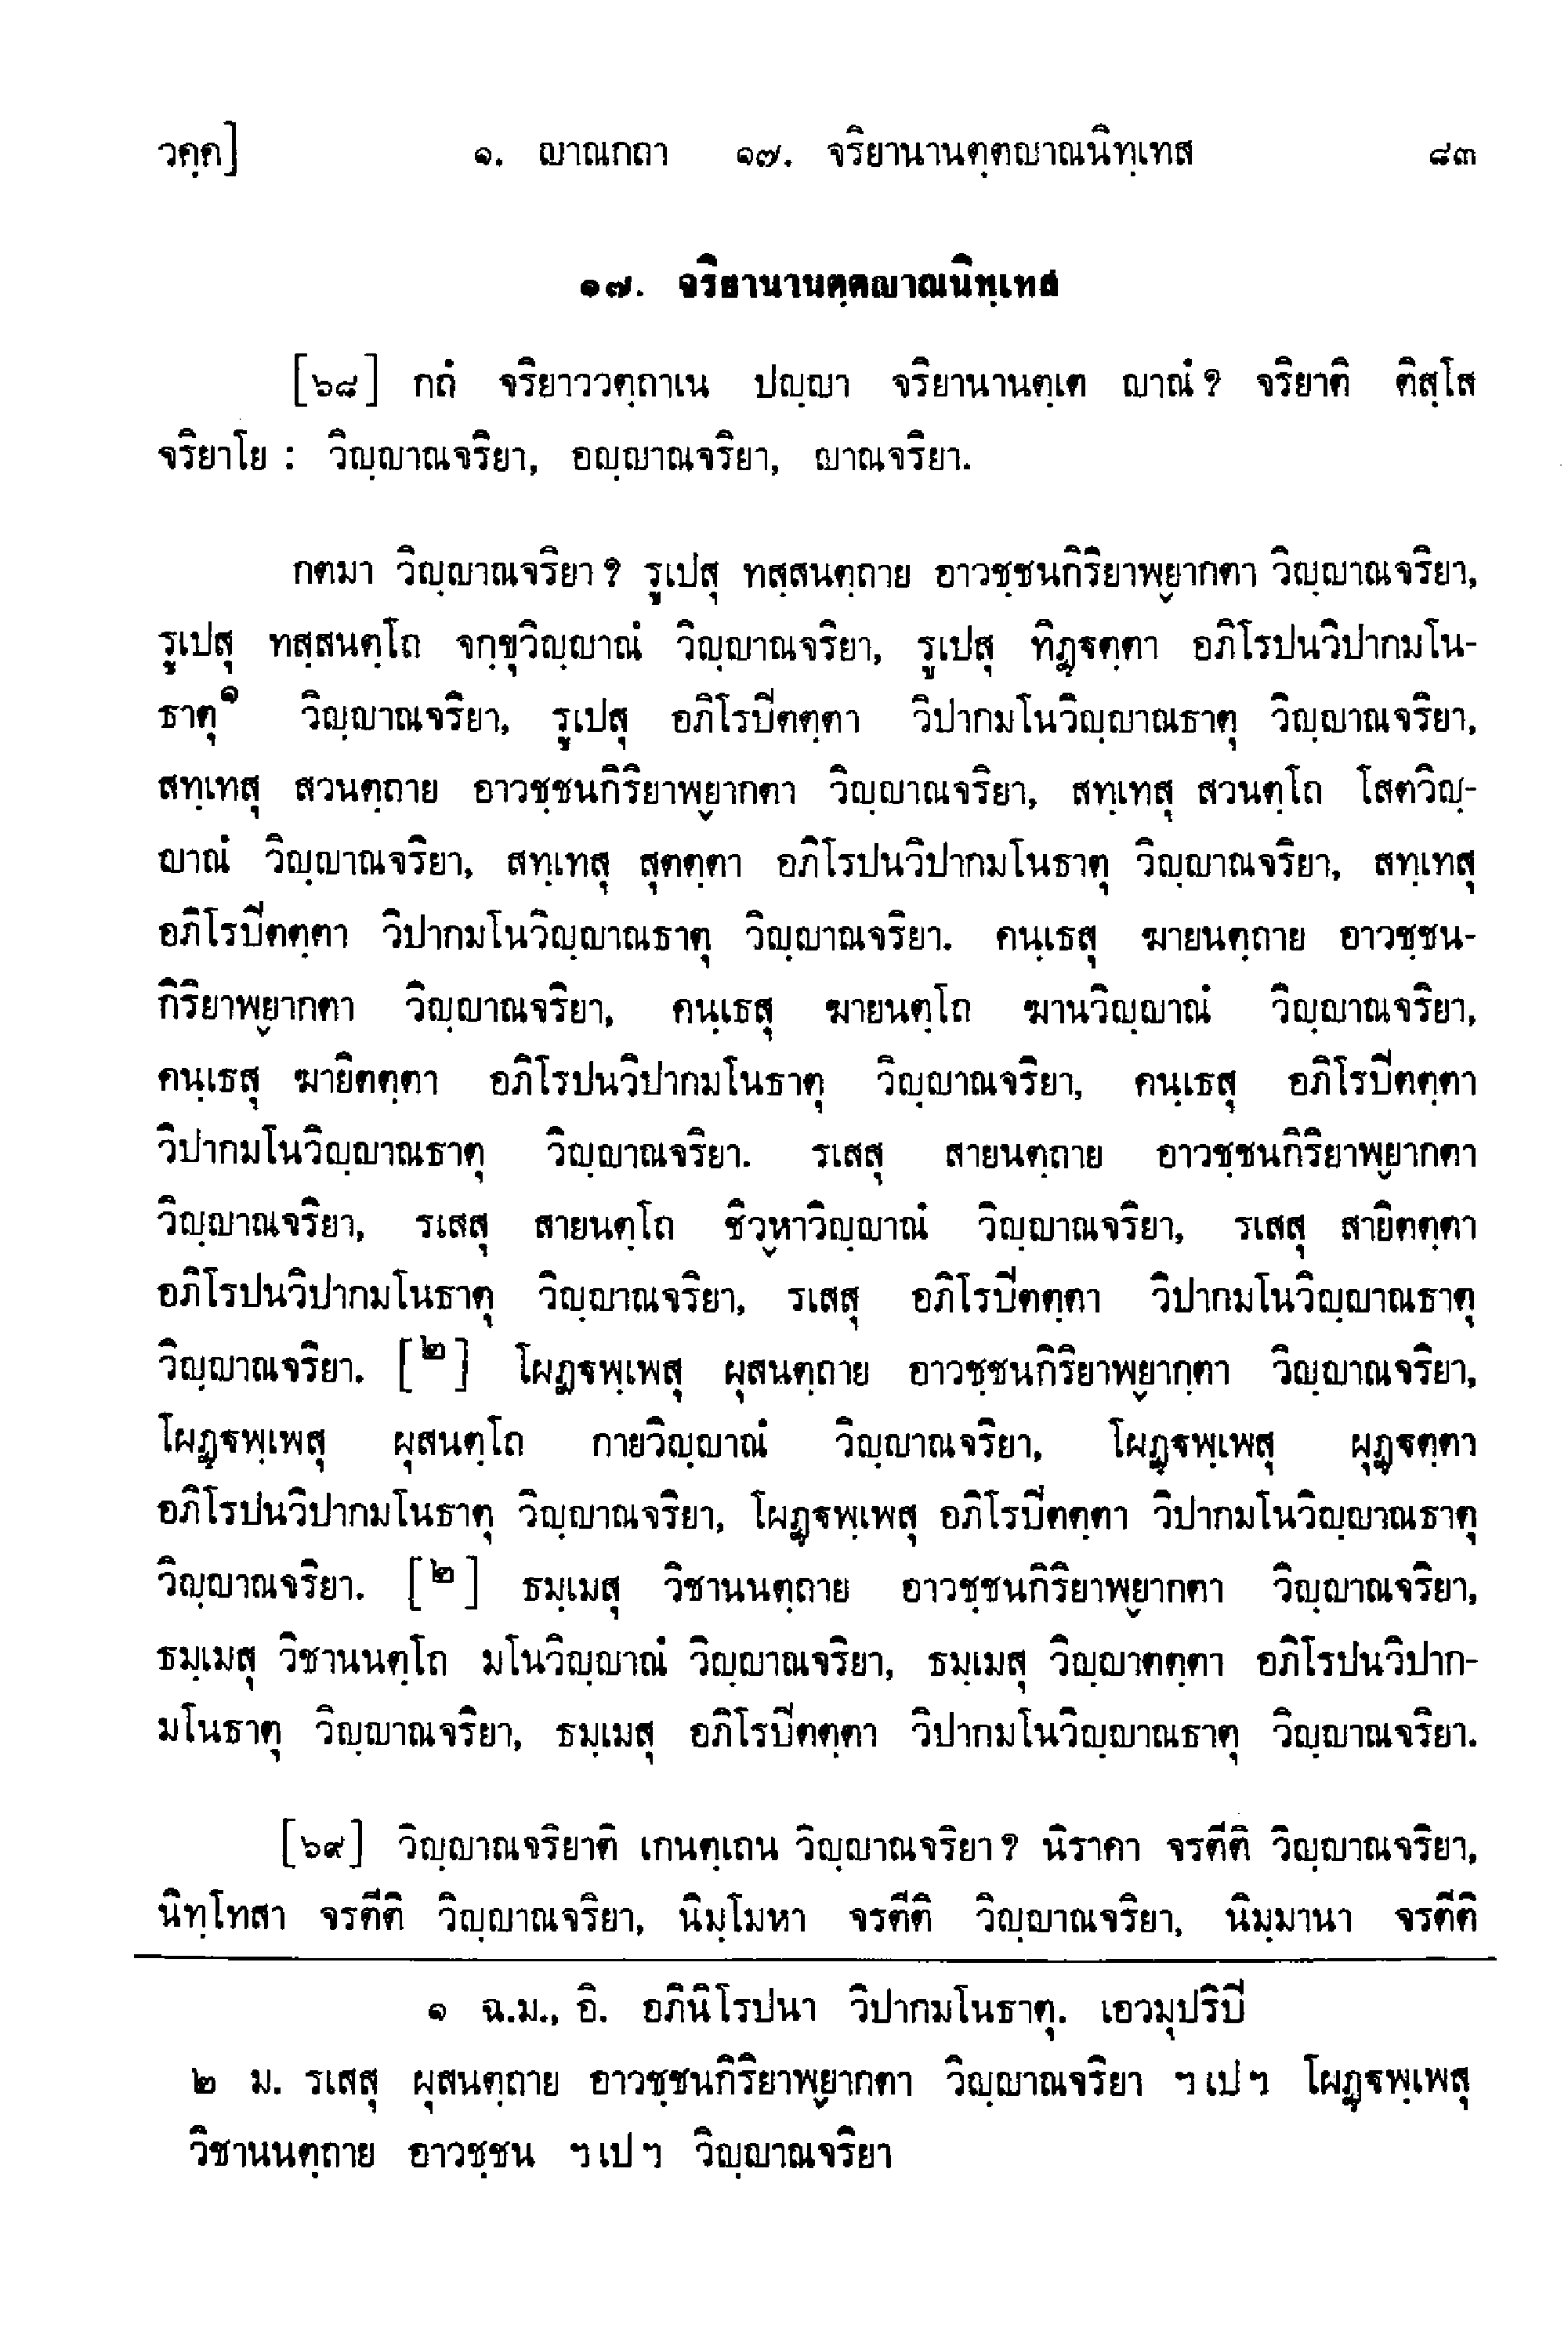 วคฺค]	๑. ญาณกถา ๑๗. จริยานานตฺตญาณนิทฺเทส	๘๓
๑๗. จริยานานตฺตญาณนิทฺเทส
[๖๘] กถํ จริยาววตฺถาเน ปญฺญา จริยานานตฺเต ญาณํ ? จริยาติ ติสฺโส
จริยาโย : วิญฺญาณจริยา, อญฺญาณจริยา, ญาณจริยา.
กตมา วิญฺญาณจริยา ? รูเปสุ ทสฺสนตฺถาย อาวชฺชนกิริยาพฺยากตา วิญฺญาณจริยา,
รูเปสุ ทสฺสนตฺโถ จกฺขุวิญฺญาณํ วิญฺญาณจริยา, รูเปสุ ทิฏฺฐตฺตา อภิโรปนวิปากมโน-
ธาตุ๑ วิญฺญาณจริยา, รูเปสุ อภิโรปิตตฺตา วิปากมโนวิญฺญาณธาตุ วิญฺญาณจริยา,
สทฺเทสุ สวนตฺถาย อาวชฺชนกิริยาพฺยากตา วิญฺญาณจริยา, สทฺเทสุ สวนตฺโถ โสตวิญฺ-
ญาณํ วิญฺญาณจริยา, สทฺเทสุ สุตตฺตา อภิโรปนวิปากมโนธาตุ วิญฺญาณจริยา, สทฺเทสุ
อภิโรปิตตฺตา วิปากมโนวิญฺญาณธาตุ วิญฺญาณจริยา. คนฺเธสุ ฆายนตฺถาย อาวชฺชน-
กิริยาพฺยากตา วิญฺญาณจริยา, คนฺเธสุ ฆายนตฺโถ ฆานวิญฺญาณํ วิญฺญาณจริยา,
คนฺเธสุ ฆายิตตฺตา อภิโรปนวิปากมโนธาตุ วิญฺญาณจริยา, คนฺเธสุ อภิโรปิตตฺตา
วิปากมโนวิญฺญาณธาตุ วิญฺญาณจริยา. รเสสุ สายนตฺถาย อาวชฺชนกิริยาพฺยากตา
วิญฺญาณจริยา, รเสสุ สายนตฺโถ ชิวฺหาวิญฺญาณํ วิญฺญาณจริยา, รเสสุ สายิตตฺตา
อภิโรปนวิปากมโนธาตุ วิญฺญาณจริยา, รเสสุ อภิโรปิตตฺตา วิปากมโนวิญฺญาณธาตุ
วิญฺญาณจริยา. [๒] โผฏฺฐพฺเพสุ ผุสนตฺถาย อาวชฺชนกิริยาพฺยากฺตา วิญฺญาณจริยา,
โผฏฺฐพฺเพสุ ผุสนตฺโถ กายวิญฺญาณํ วิญฺญาณจริยา, โผฏฺฐพฺเพสุ ผุฏฺฐตฺตา
อภิโรปนวิปากมโนธาตุ วิญฺญาณจริยา, โผฏฺฐพฺเพสุ อภิโรปิตตฺตา วิปากมโนวิญฺญาณธาตุ
วิญฺญาณจริยา. [๒] ธมฺเมสุ วิชานนตฺถาย อาวชฺชนกิริยาพฺยากตา วิญฺญาณจริยา,
ธมฺเมสุ วิชานนตฺโถ มโนวิญฺญาณํ วิญฺญาณจริยา, ธมฺเมสุ วิญฺญาตตฺตา อภิโรปนวิปาก-
มโนธาตุ วิญฺญาณจริยา, ธมฺเมสุ อภิโรปิตตฺตา วิปากมโนวิญฺญาณธาตุ วิญฺญาณจริยา.
[๖๙] วิญฺญาณจริยาติ เกนตฺเถน วิญฺญาณจริยา ? นิราคา จรตีติ วิญฺญาณจริยา,
นิทฺโทสา จรตีติ วิญฺญาณจริยา, นิมฺโมหา จรตีติ วิญฺญาณจริยา, นิมฺมานา จรตีติ
๑ ฉ.ม., อิ. อภินิโรปนา วิปากมโนธาตุ. เอวมุปริปิ
๒ ม. รเสสุ ผุสนตฺถาย อาวชฺชนกิริยาพฺยากตา วิญฺญาณจริยา ฯ เป ฯ โผฏฺฐพฺเพสุ
วิชานนตฺถาย อาวชฺชน ฯ เป ฯ วิญฺญาณจริยา